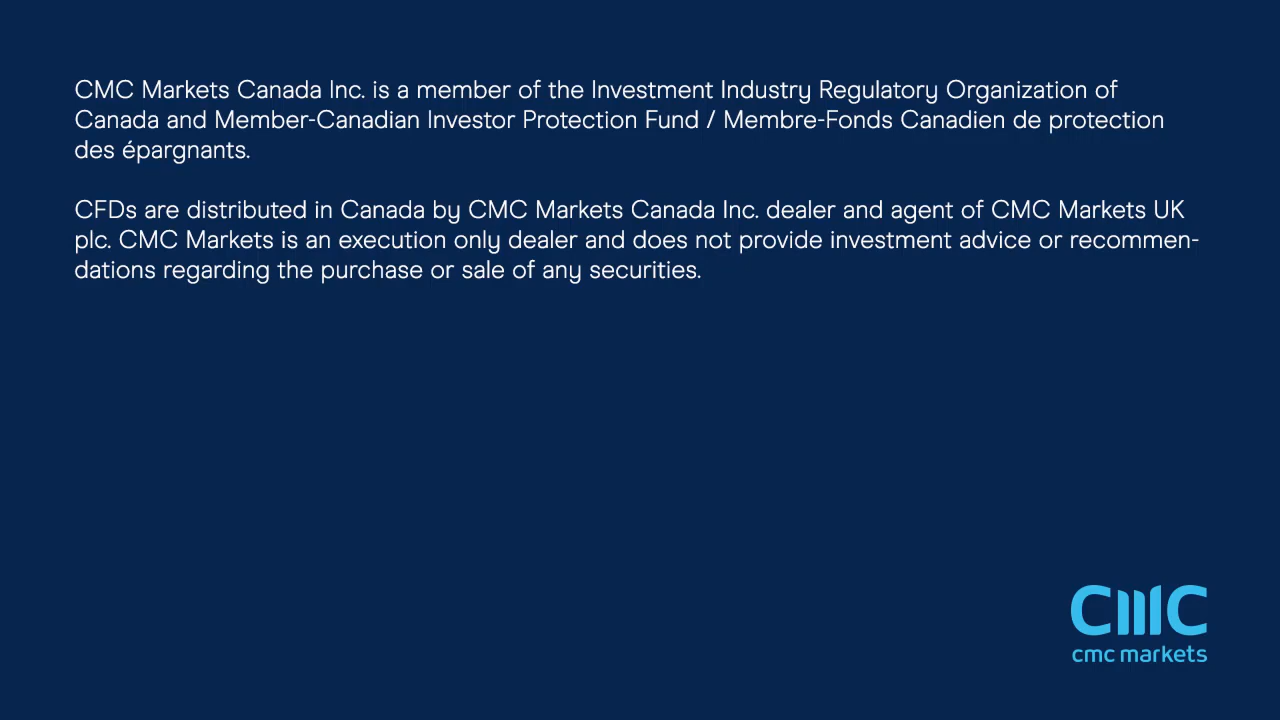 CMC Markets Canada Inc. is a member of the Investment Industry Regulatory Organization of
Canada and Member-Canadian Investor Protection Fund / Membre-Fonds Canadien de protection
des épargnants.
CFDs are distributed in Canada by CMC Markets Canada Inc. dealer and agent of CMC Markets UK
plc. CMC Markets is an execution only dealer and does not provide investment advice or recommen-
dations regarding the purchase or sale of any securities.
CMC
cmc markets